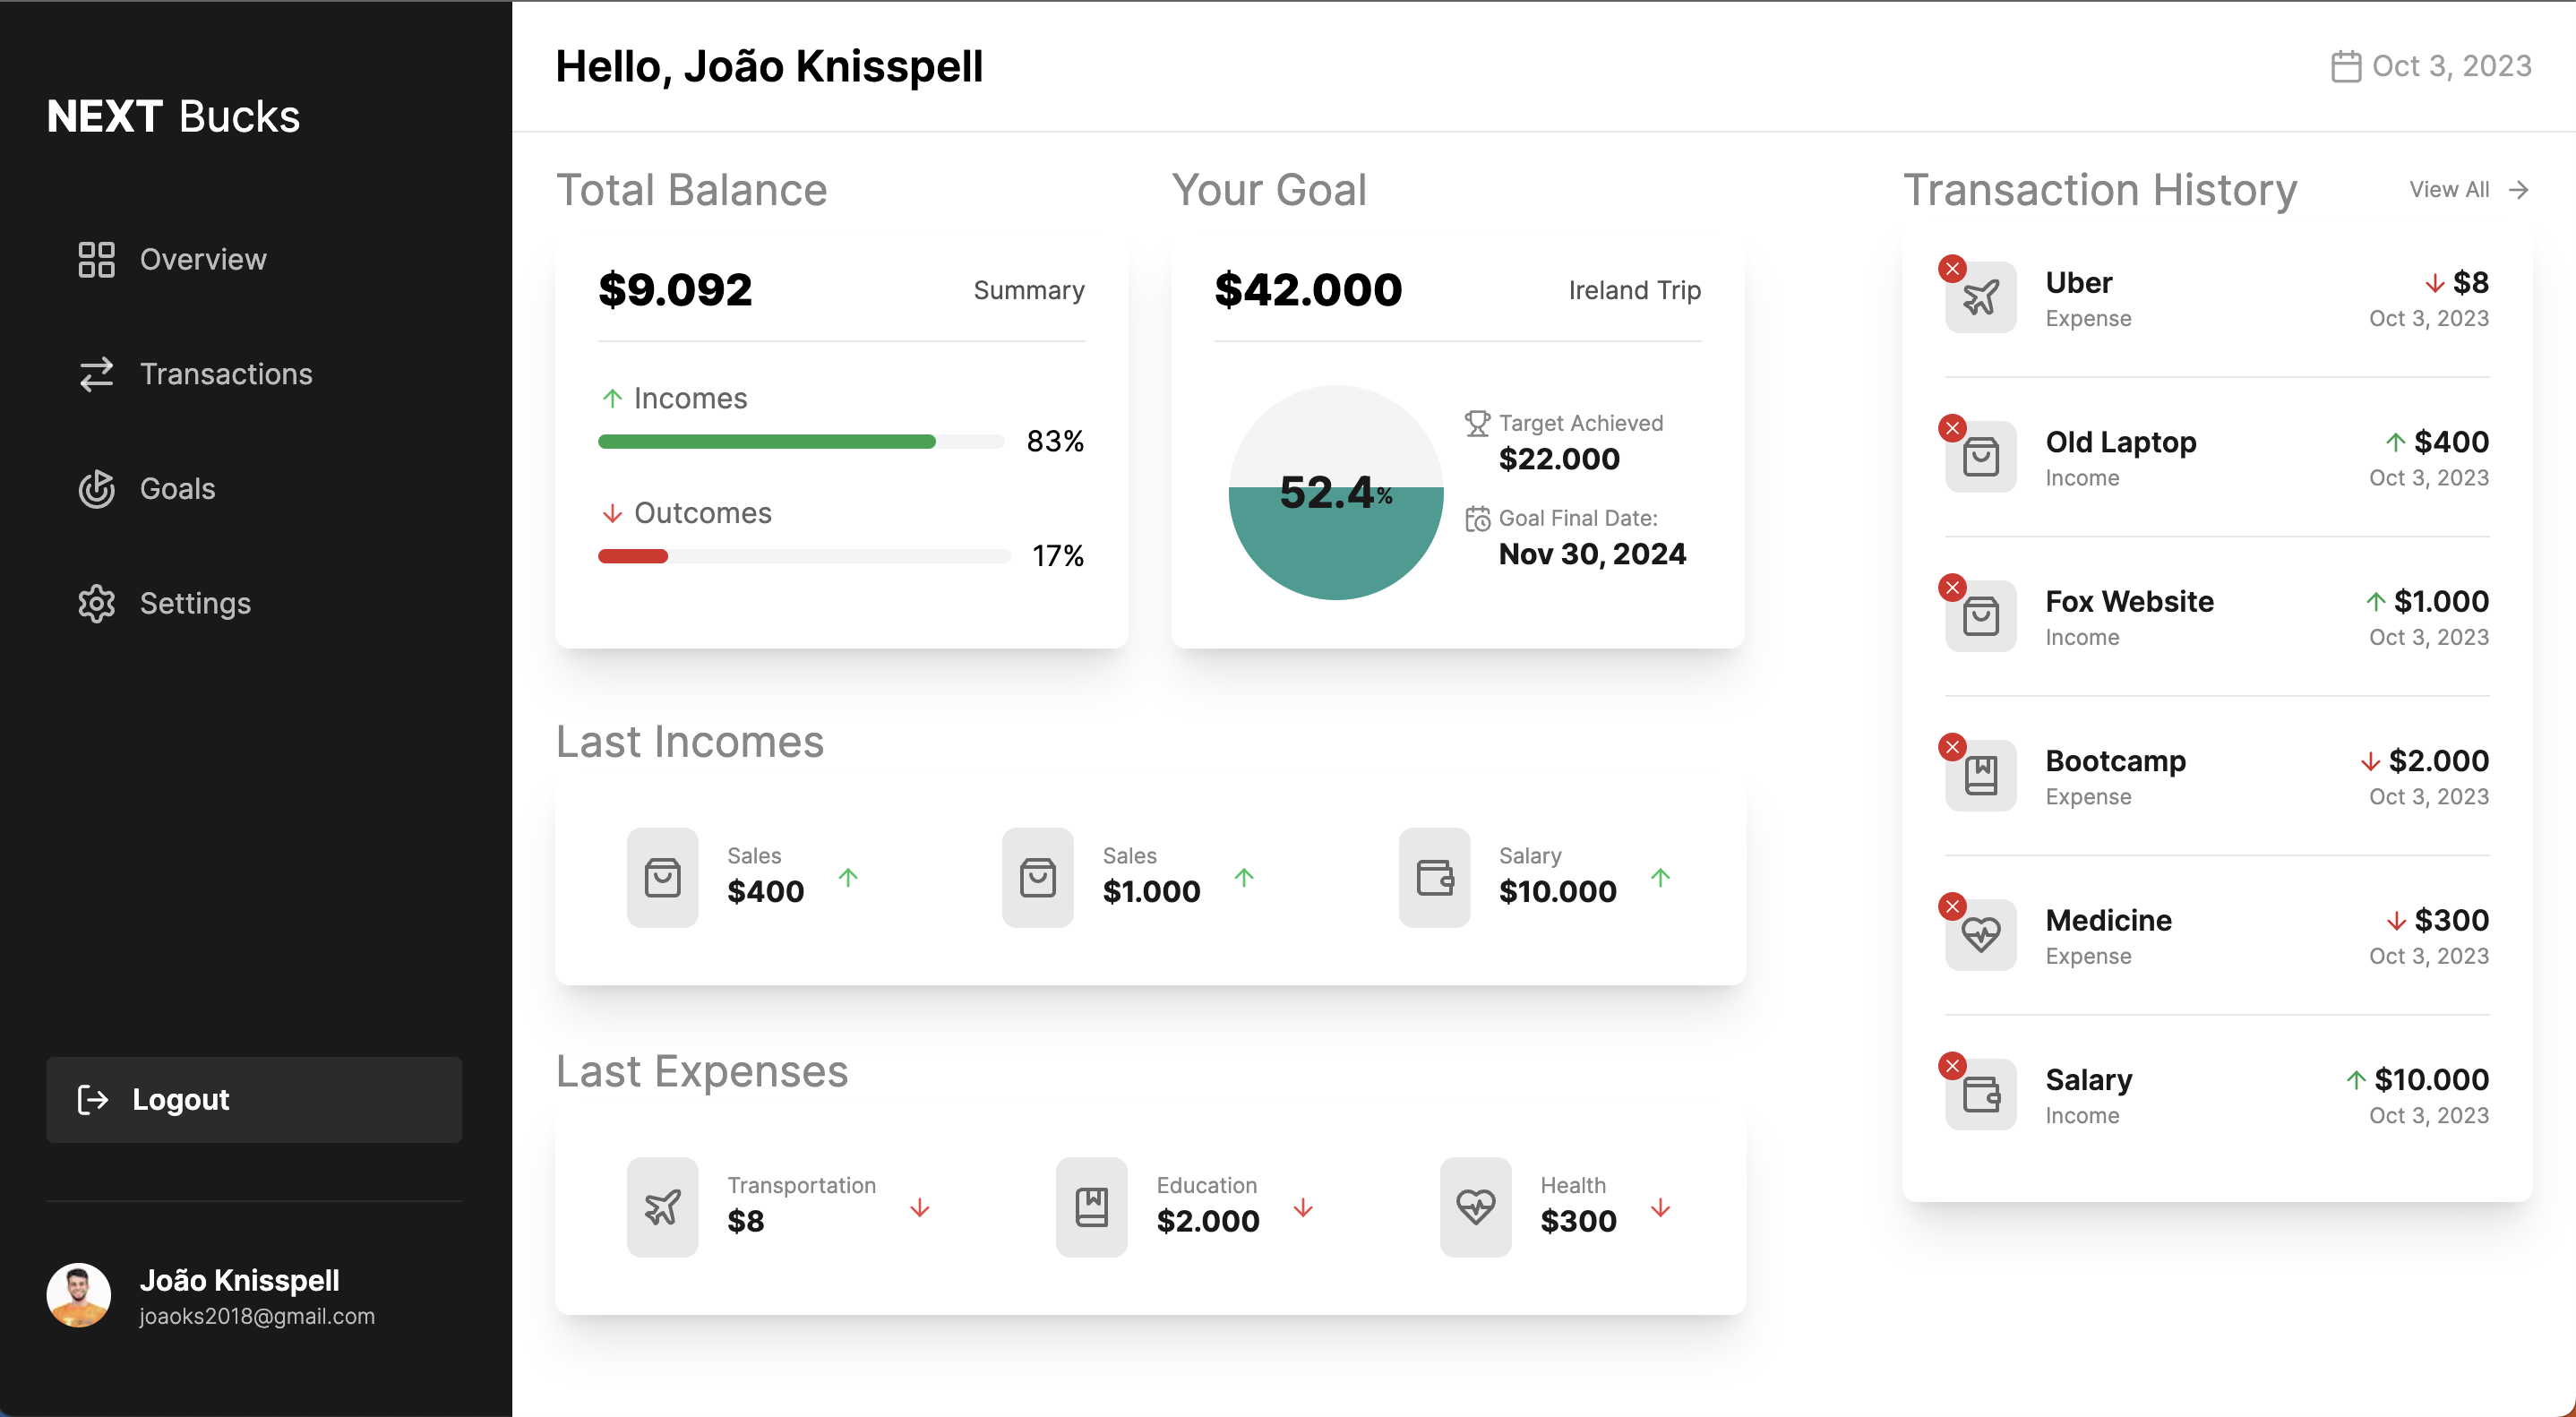 NEXT Bucks
Overview
Transactions
Goals
Settings
Logout
João Knisspell
joaoks2018@gmail.com
Hello, João Knisspell
Oct 3, 2023
Total Balance
$9.092
Summary
Incomes
83%
Outcomes
17%
Your Goal
$42.000
Ireland Trip
52.4%
Target Achieved
$22.000
Goal Final Date:
Nov 30, 2024
Last Incomes
Sales
$400
Sales
$1.000
Salary
$10.000
Last Expenses
Transportation
$8
Education
$2.000
Health
$300
Transaction History
View All
Uber
$8
Expense
Oct 3, 2023
Old Laptop
$400
Income
Oct 3, 2023
Fox Website
$1.000
Income
Oct 3, 2023
Bootcamp
$2.000
Expense
Oct 3, 2023
Medicine
$300
Expense
Oct 3, 2023
Salary
$10.000
Income
Oct 3, 2023